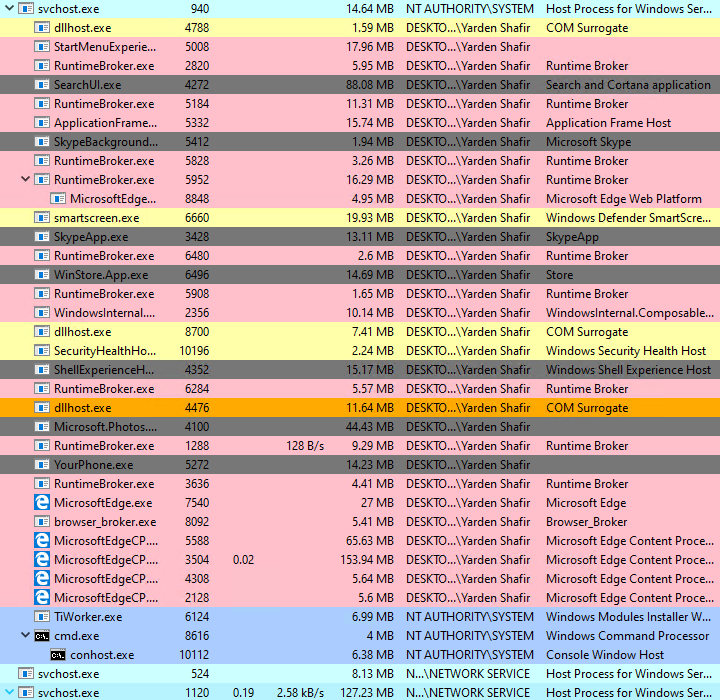 svchost.exe 940 14.64 MB NT AUTHORITY\SYSTEM Host Process for Windows Ser...
dllhost.exe 4788 1.59 MB DESKTO...\Yarden Shafir COM Surrogate
StartMenuExperie... 5008 17.96 MB DESKTO...\Yarden Shafir
RuntimeBroker.exe 2820 5.95 MB DESKTO...\Yarden Shafir Runtime Broker
SearchUI.exe 4272 88.08 MB DESKTO...\Yarden Shafir Search and Cortana application
RuntimeBroker.exe 5184 11.31 MB DESKTO...\Yarden Shafir Runtime Broker
ApplicationFrame... 5332 15.74 MB DESKTO...\Yarden Shafir Application Frame Host
SkypeBackground... 5412 1.94 MB DESKTO...\Yarden Shafir Microsoft Skype
RuntimeBroker.exe 5828 3.26 MB DESKTO...\Yarden Shafir Runtime Broker
RuntimeBroker.exe 5952 16.29 MB DESKTO...\Yarden Shafir Runtime Broker
MicrosoftEdge... 8848 4.95 MB DESKTO...\Yarden Shafir Microsoft Edge Web Platform
smartscreen.exe 6660 19.93 MB DESKTO...\Yarden Shafir Windows Defender SmartScre...
SkypeApp.exe 3428 13.11 MB DESKTO...\Yarden Shafir SkypeApp
RuntimeBroker.exe 6480 2.6 MB DESKTO...\Yarden Shafir Runtime Broker
WinStore.App.exe 6496 14.69 MB DESKTO...\Yarden Shafir Store
RuntimeBroker.exe 5908 1.65 MB DESKTO...\Yarden Shafir Runtime Broker
WindowsInternal.... 2356 10.14 MB DESKTO...\Yarden Shafir WindowsInternal.Composable...
dllhost.exe 8700 7.41 MB DESKTO...\Yarden Shafir COM Surrogate
SecurityHealthHo... 10196 2.24 MB DESKTO...\Yarden Shafir Windows Security Health Host
ShellExperienceH... 4352 15.17 MB DESKTO...\Yarden Shafir Windows Shell Experience Host
RuntimeBroker.exe 6284 5.57 MB DESKTO...\Yarden Shafir Runtime Broker
dllhost.exe 4476 11.64 MB DESKTO...\Yarden Shafir COM Surrogate
Microsoft.Photos.... 4100 44.43 MB DESKTO...\Yarden Shafir
RuntimeBroker.exe 1288 128 B/s 9.29 MB DESKTO...\Yarden Shafir Runtime Broker
YourPhone.exe 5272 14.23 MB DESKTO...\Yarden Shafir
RuntimeBroker.exe 3636 4.41 MB DESKTO...\Yarden Shafir Runtime Broker
MicrosoftEdge.exe 7540 27 MB DESKTO...\Yarden Shafir Microsoft Edge
browser_broker.exe 8092 5.41 MB DESKTO...\Yarden Shafir Browser_Broker
MicrosoftEdgeCP.... 5588 65.63 MB DESKTO...\Yarden Shafir Microsoft Edge Content Proce...
MicrosoftEdgeCP.... 3504 0.02 153.94 MB DESKTO...\Yarden Shafir Microsoft Edge Content Proce...
MicrosoftEdgeCP.... 4308 5.64 MB DESKTO...\Yarden Shafir Microsoft Edge Content Proce...
MicrosoftEdgeCP.... 2128 5.6 MB DESKTO...\Yarden Shafir Microsoft Edge Content Proce...
TiWorker.exe 6124 6.99 MB NT AUTHORITY\SYSTEM Windows Modules Installer W...
cmd.exe 8616 4 MB NT AUTHORITY\SYSTEM Windows Command Processor
conhost.exe 10112 6.38 MB NT AUTHORITY\SYSTEM Console Window Host
svchost.exe 524 8.13 MB N...\NETWORK SERVICE Host Process for Windows Ser...
svchost.exe 1120 0.19 2.58 kB/s 127.23 MB N...\NETWORK SERVICE Host Process for Windows Ser...